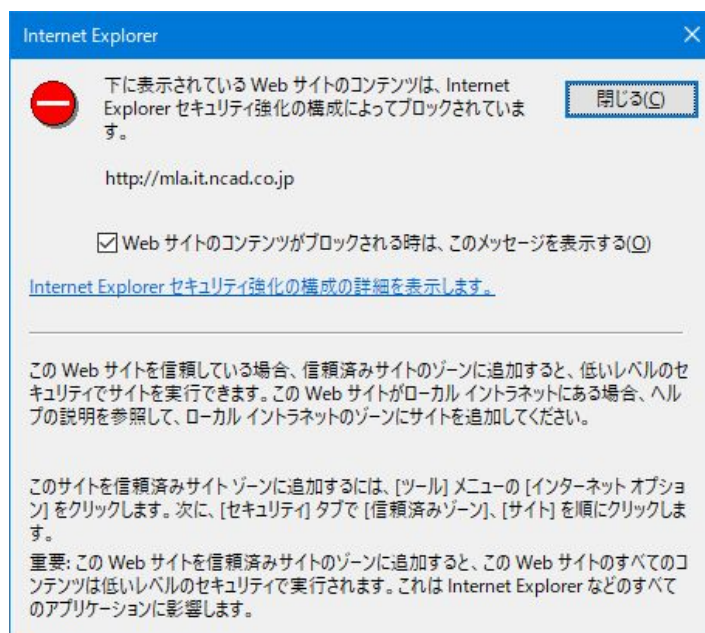 Internet Explorer
下に表示されている Web サイトのコンテンツは、Internet
Explorer セキュリティ強化の構成によってブロックされていま
す。
閉じる(C)
http://mla.it.ncad.co.jp
Web サイトのコンテンツがブロックされる時は、このメッセージを表示する(O)
Internet Explorer セキュリティ強化の構成の詳細を表示します。
この Web サイトを信頼している場合、信頼済みサイトのゾーンに追加すると、低いレベルのセ
キュリティでサイトを実行できます。この Web サイトがローカル イントラネットにある場合、ヘル
プの説明を参照して、ローカル イントラネットのゾーンにサイトを追加してください。
このサイトを信頼済みサイト ゾーンに追加するには、[ツール] メニューの [インターネット オプショ
ン] をクリックします。次に、[セキュリティ] タブで [信頼済みゾーン]、[サイト] を順にクリックしま
す。
重要: この Web サイトを信頼済みサイトのゾーンに追加すると、この Web サイトのすべてのコ
ンテンツは低いレベルのセキュリティで実行されます。これは Internet Explorer などのすべて
のアプリケーションに影響します。